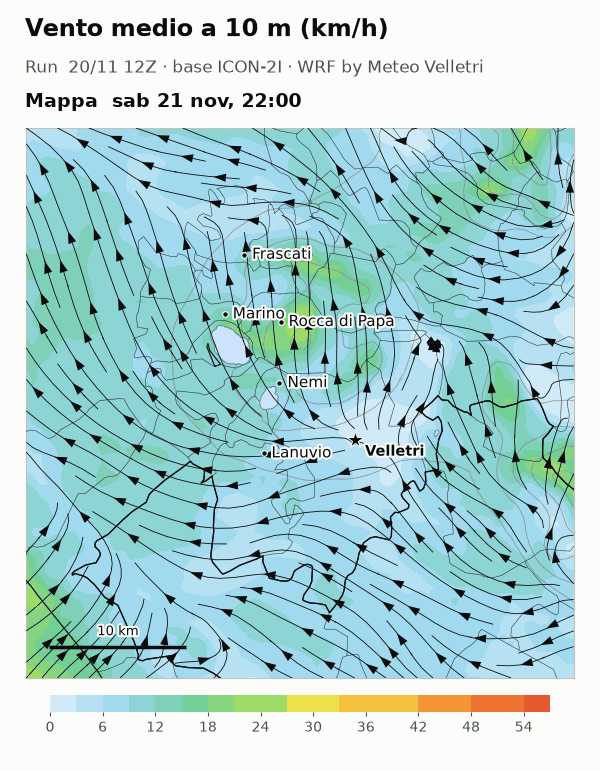 Vento medio a 10 m (km/h)
Run  20/11 12Z · base ICON-2I · WRF by Meteo Velletri
Mappa  sab 21 nov, 22:00
Frascati
Marino
Rocca di Papa
Nemi
Velletri
Lanuvio
10 km
0 6 12 18 24 30 36 42 48 54